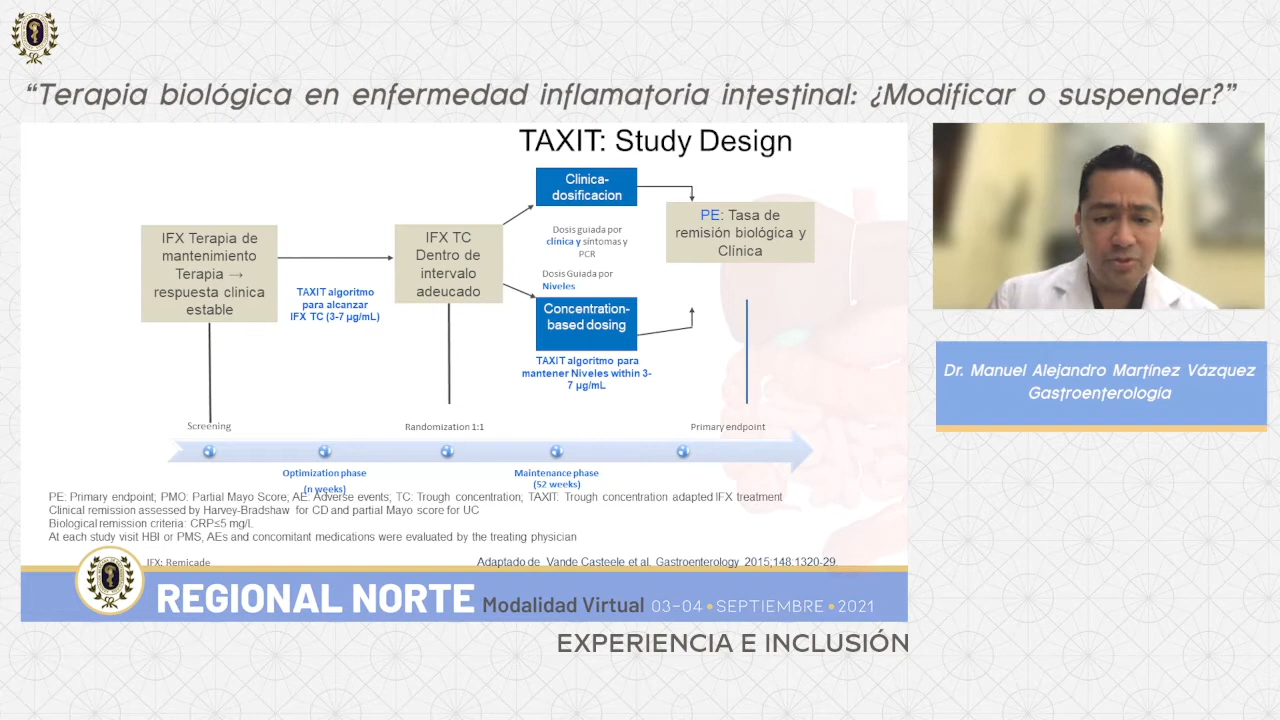 “Terapia biológica en enfermedad inflamatoria intestinal: ¿Modificar o suspender?”
TAXIT: Study Design
IFX Terapia de
mantenimiento
Terapia →
respuesta clinica
estable
TAXIT algoritmo
para alcanzar
IFX TC (3-7 µg/mL)
IFX TC
Dentro de
intervalo
adeucado
Clinica-
dosificacion
Dosis guiada por
clínica y síntomas y
PCR
Dosis Guiada por
Niveles
Concentration-
based dosing
TAXIT algoritmo para
mantener Niveles within 3-
7 µg/mL
PE: Tasa de
remisión biológica y
Clínica
Screening
Randomization 1:1
Primary endpoint
Optimization phase
(n weeks)
Maintenance phase
(52 weeks)
PE: Primary endpoint; PMO: Partial Mayo Score; AE: Adverse events; TC: Trough concentration; TAXIT: Trough concentration adapted IFX treatment
Clinical remission assessed by Harvey-Bradshaw for CD and partial Mayo score for UC
Biological remission criteria: CRP≤5 mg/L
At each study visit HBI or PMS, AEs and concomitant medications were evaluated by the treating physician
IFX: Remicade
Adaptado de Vande Casteele et al. Gastroenterology 2015;148:1320-29.
REGIONAL NORTE Modalidad Virtual 03-04 • SEPTIEMBRE • 2021
EXPERIENCIA E INCLUSIÓN
Dr. Manuel Alejandro Martínez Vázquez
Gastroenterología